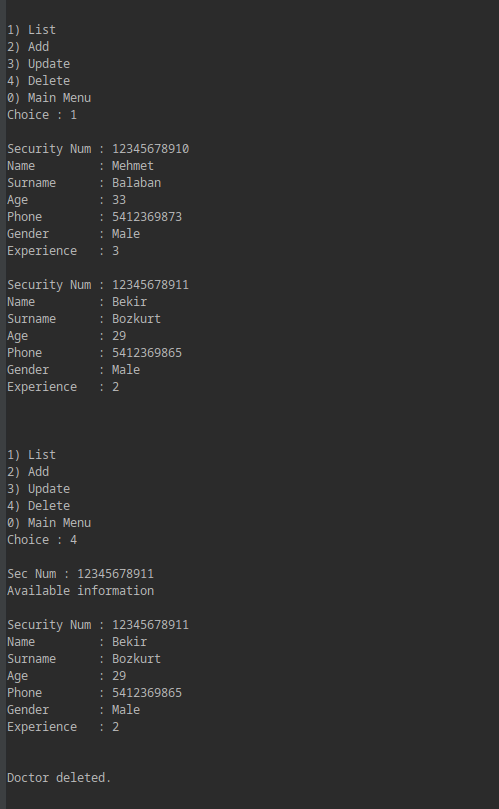 1) List
2) Add
3) Update
4) Delete
0) Main Menu
Choice : 1
Security Num : 12345678910
Name         : Mehmet
Surname      : Balaban
Age          : 33
Phone        : 5412369873
Gender       : Male
Experience   : 3
Security Num : 12345678911
Name         : Bekir
Surname      : Bozkurt
Age          : 29
Phone        : 5412369865
Gender       : Male
Experience   : 2
1) List
2) Add
3) Update
4) Delete
0) Main Menu
Choice : 4
Sec Num : 12345678911
Available information
Security Num : 12345678911
Name         : Bekir
Surname      : Bozkurt
Age          : 29
Phone        : 5412369865
Gender       : Male
Experience   : 2
Doctor deleted.